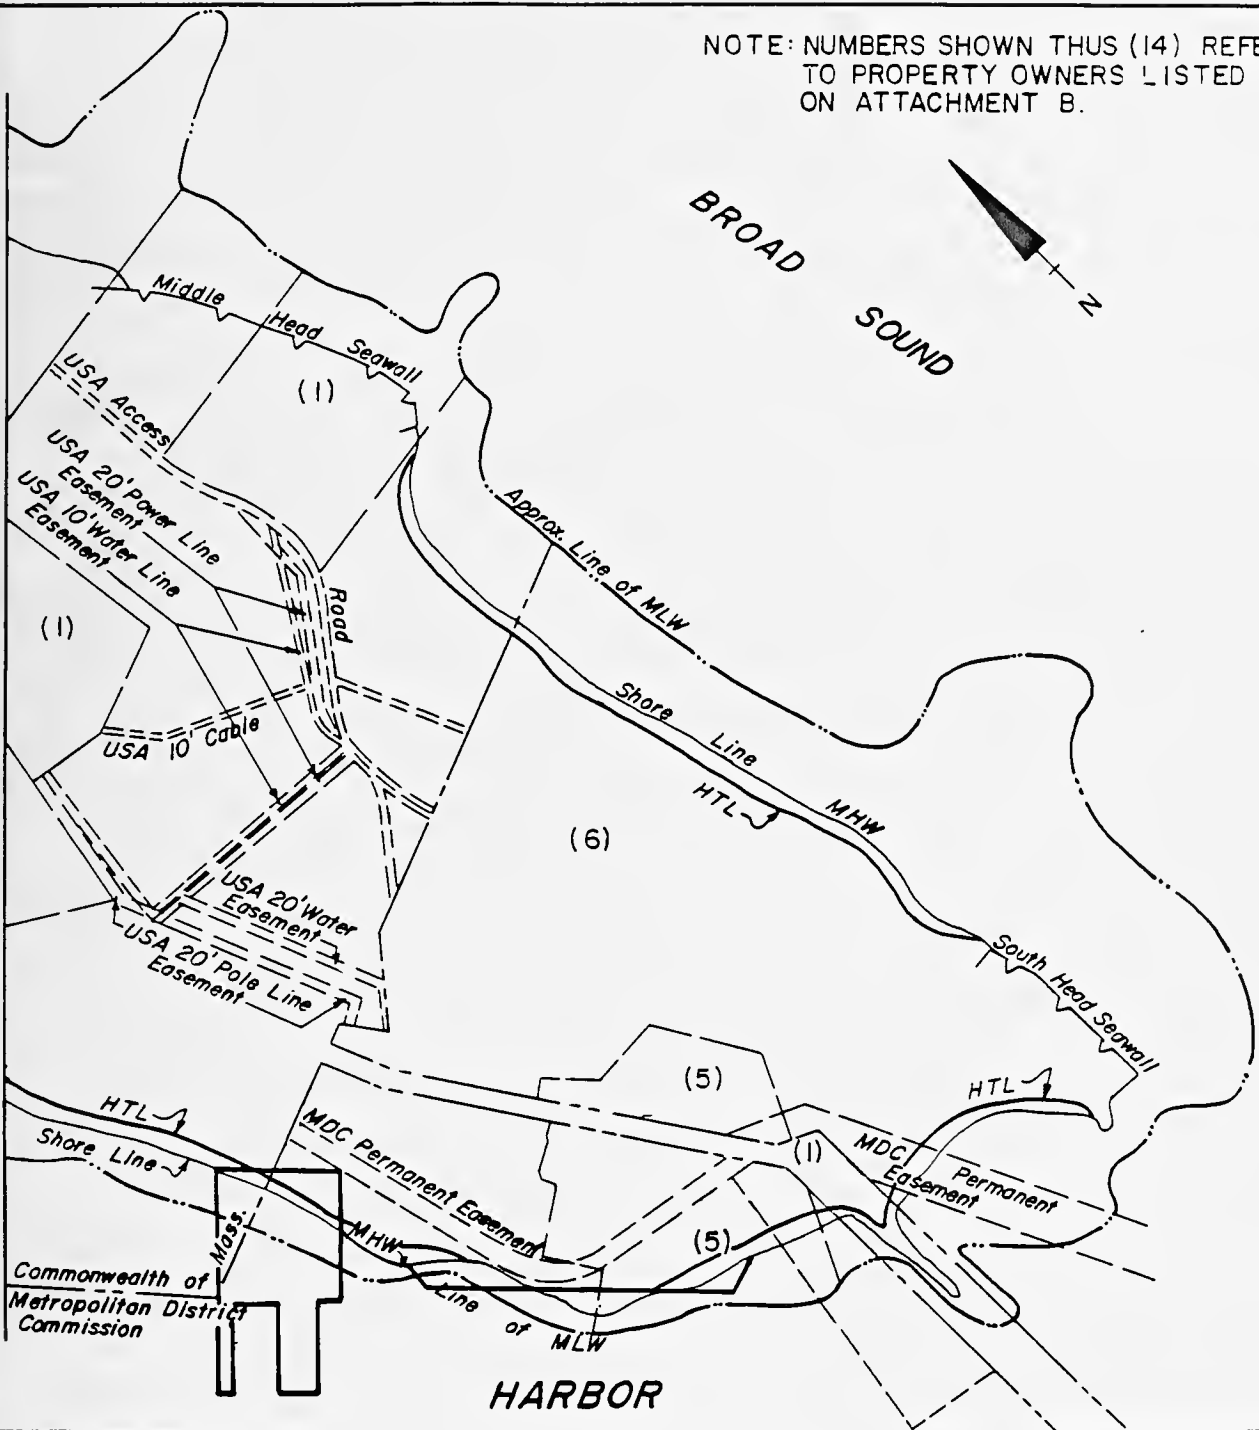 NOTE: NUMBERS SHOWN THUS (14) REFE
TO PROPERTY OWNERS LISTED
ON ATTACHMENT B.
BROAD
SOUND
N
Middle Head Seawall
(1)
USA Access
Road
USA 20' Power Line
Easement
USA 10' Water Line
Easement
(1)
USA 10' Cable
Approx. Line of MLW
Shore Line MHW
HTL
(6)
USA 20' Water
Easement
USA 20' Pole Line
Easement
South Head Seawall
(5)
HTL
HTL
Shore Line
MDC Permanent Easement
(1)
MDC Permanent
Easement
MHW
(5)
Mass.
Commonwealth of
Metropolitan District
Commission
Line of MLW
HARBOR